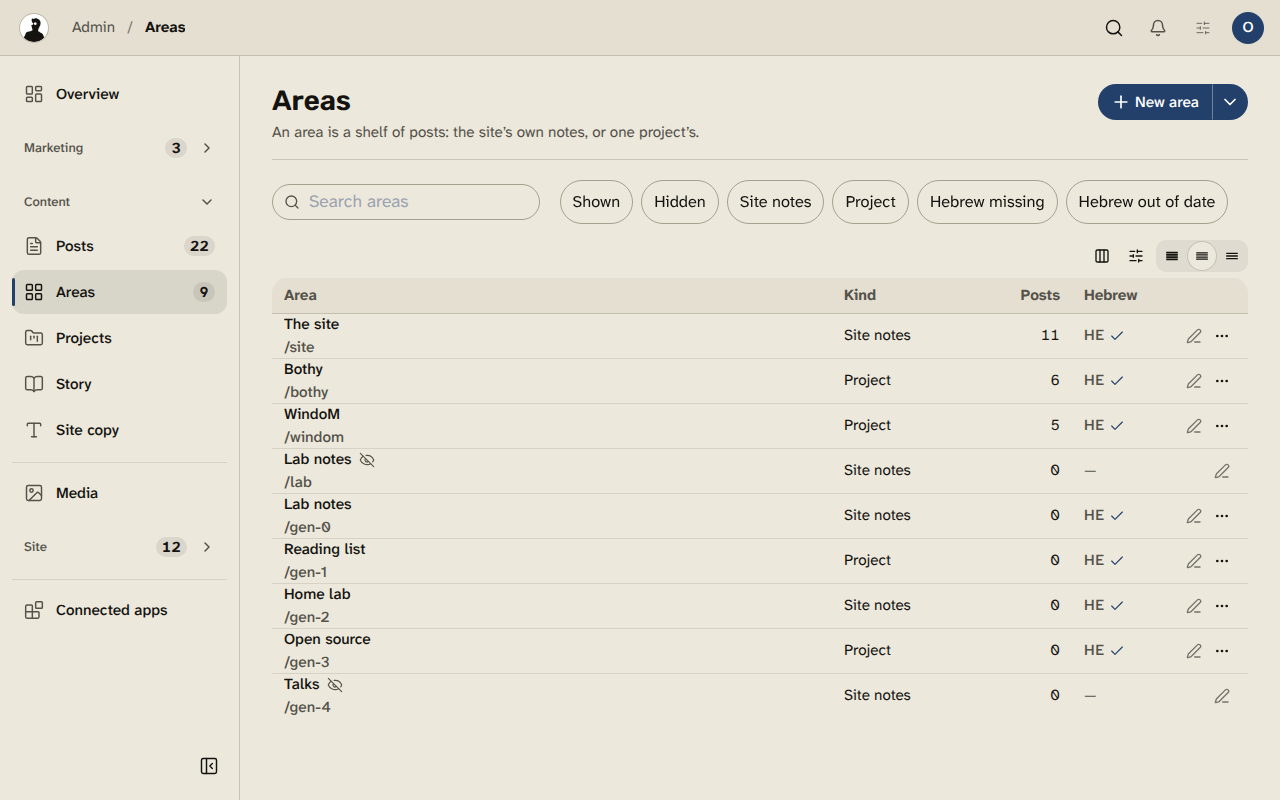 Admin / Areas
O
Overview
Marketing 3
Content
Posts 22
Areas 9
Projects
Story
Site copy
Media
Site 12
Connected apps
Areas
An area is a shelf of posts: the site's own notes, or one project's.
New area
Search areas
Shown Hidden Site notes Project Hebrew missing Hebrew out of date
Area Kind Posts Hebrew
The site
/site
Site notes 11 HE
Bothy
/bothy
Project 6 HE
WindoM
/windom
Project 5 HE
Lab notes
/lab
Site notes 0 —
Lab notes
/gen-0
Site notes 0 HE
Reading list
/gen-1
Project 0 HE
Home lab
/gen-2
Site notes 0 HE
Open source
/gen-3
Project 0 HE
Talks
/gen-4
Site notes 0 —